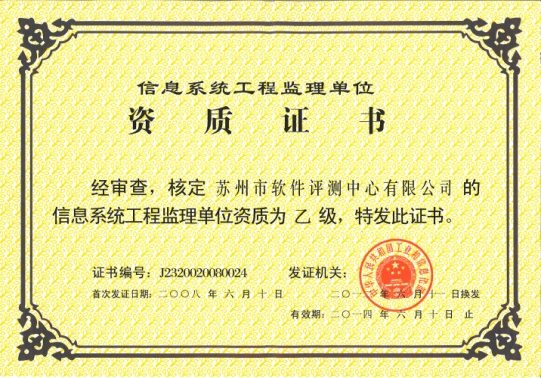 信息系统工程监理单位
资质证书
经审查，核定 苏州市软件评测中心有限公司 的
信息系统工程监理单位资质为 乙 级，特发此证书。
证书编号：J2320020080024
发证机关：
中华人民共和国工业和信息化部
首次发证日期：二〇〇八 年 六 月 十 日
二〇一 年 六 月 十一 日换发
有效期：二〇一四 年 六 月 十 日 止